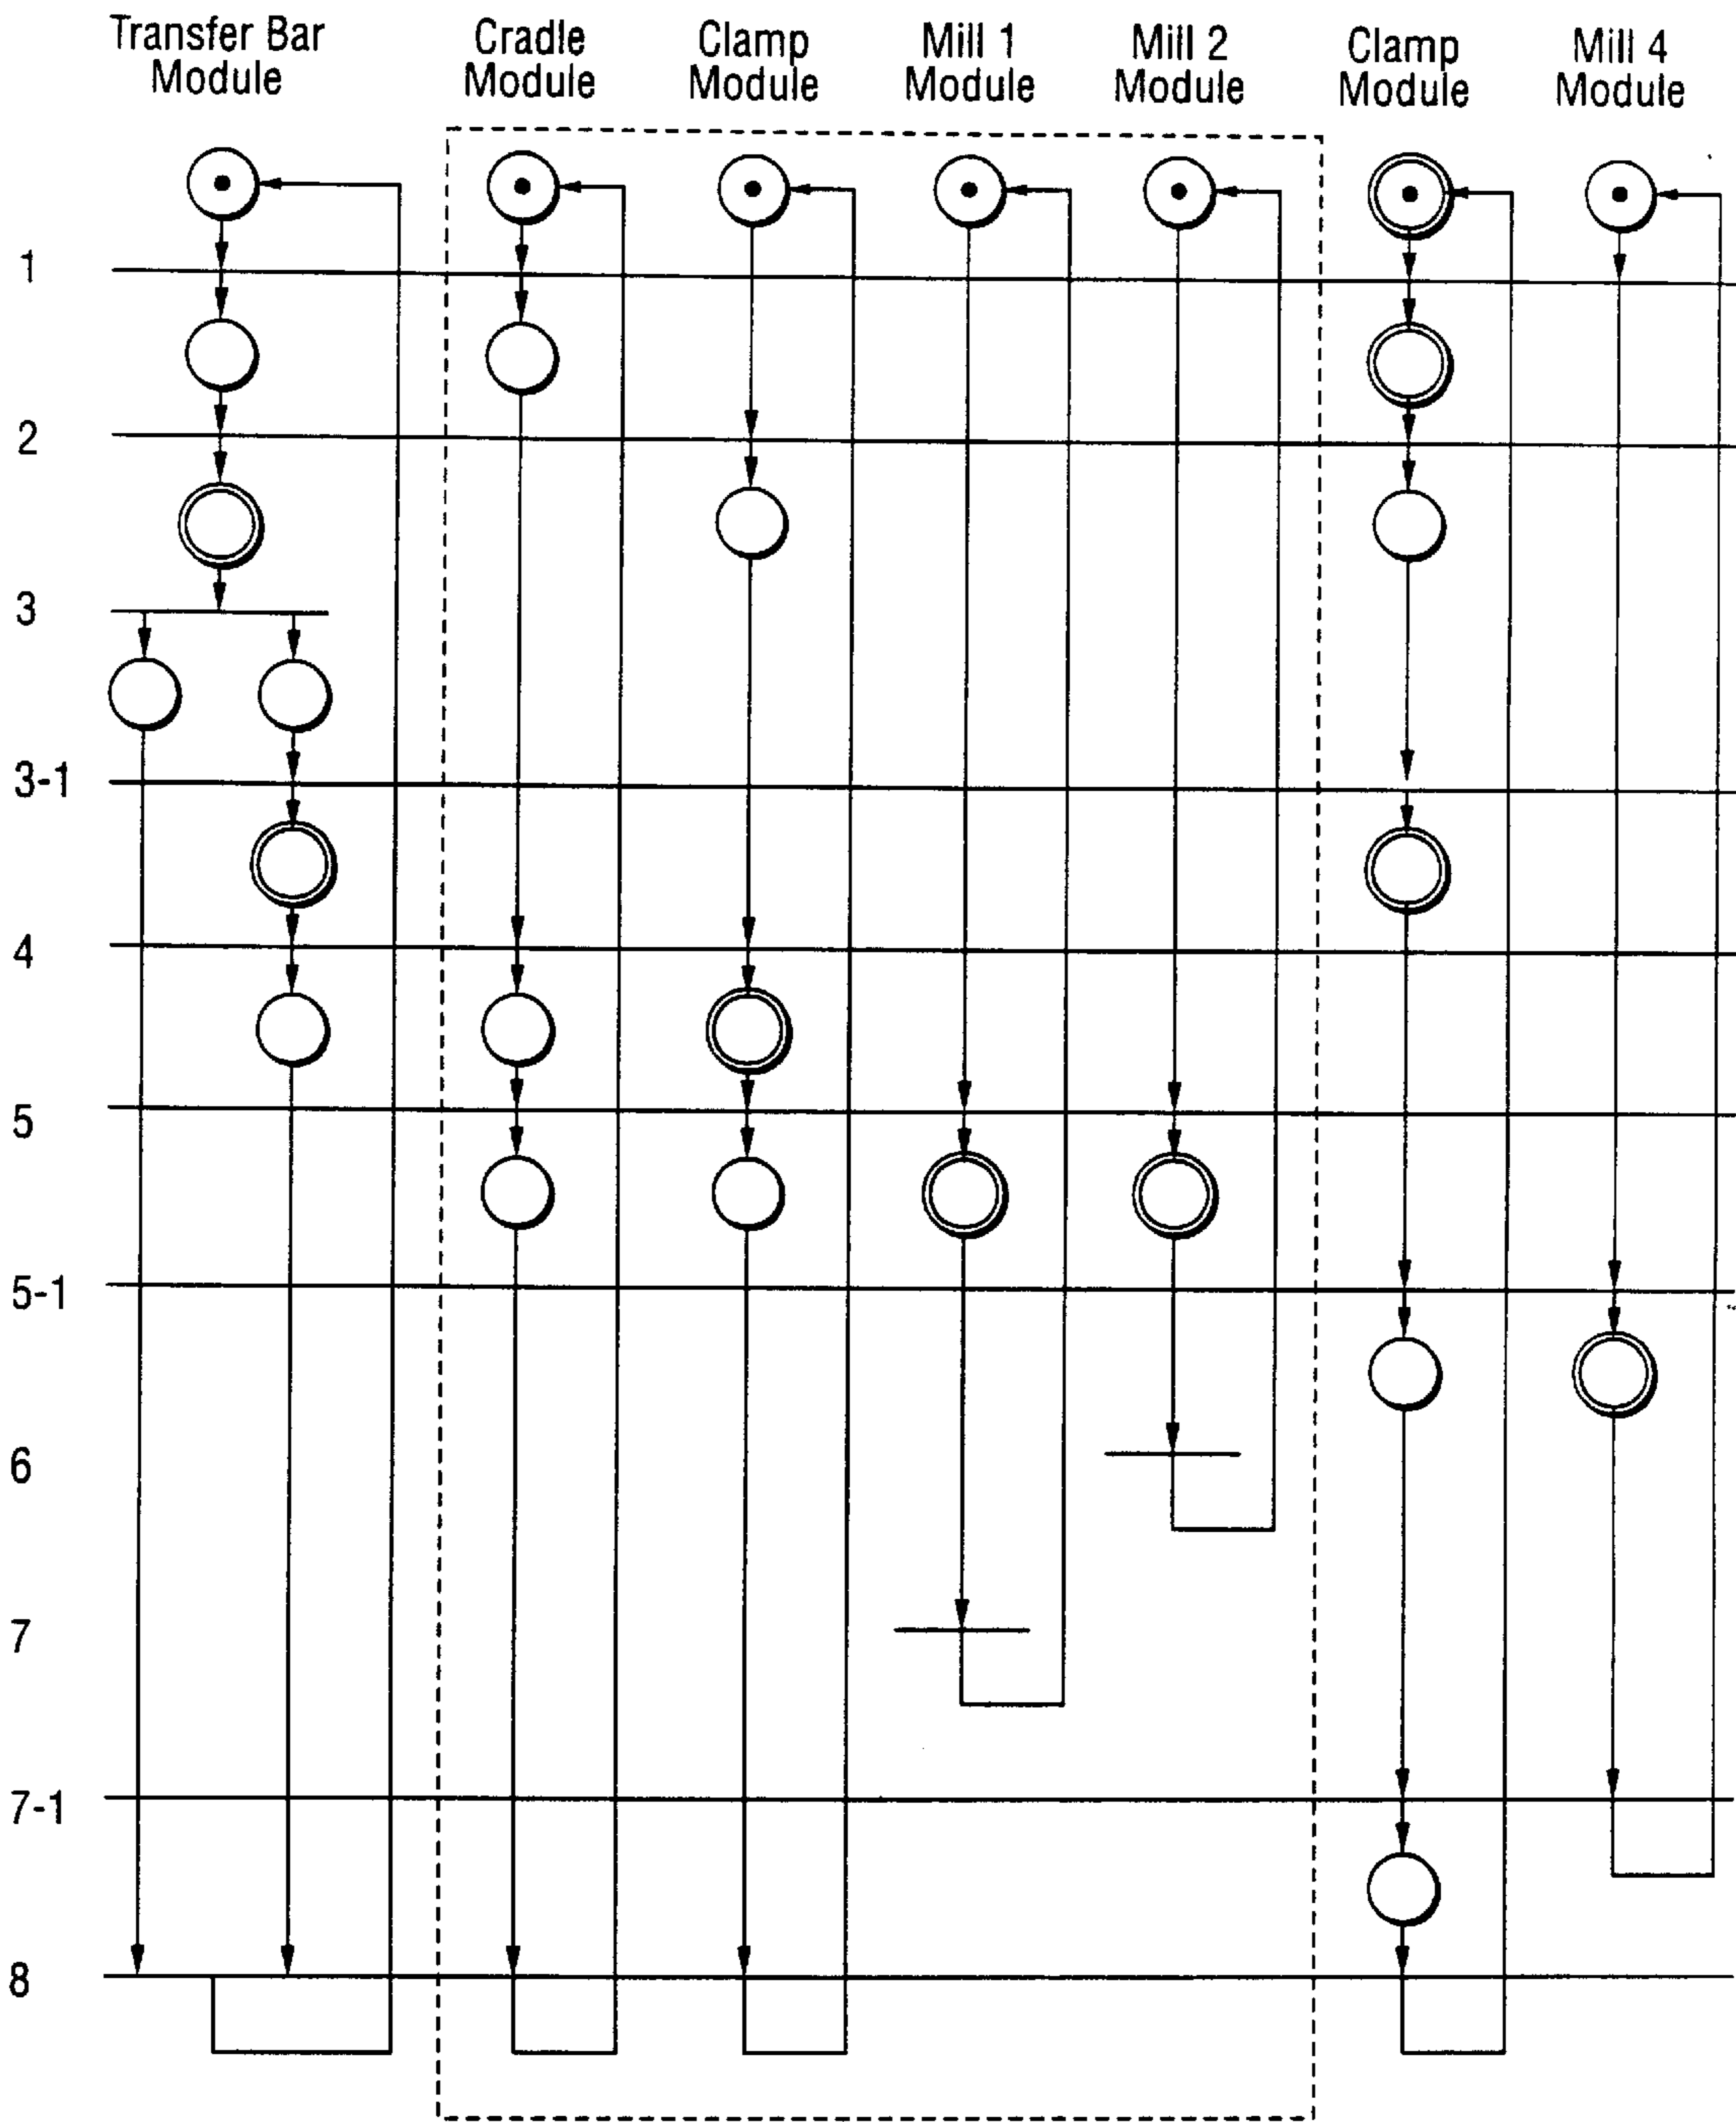 Transfer Bar
Module
Cradle
Module
Clamp
Module
Mill 1
Module
Mill 2
Module
Clamp
Module
Mill 4
Module
1
2
3
3-1
4
5
5-1
6
7
7-1
8